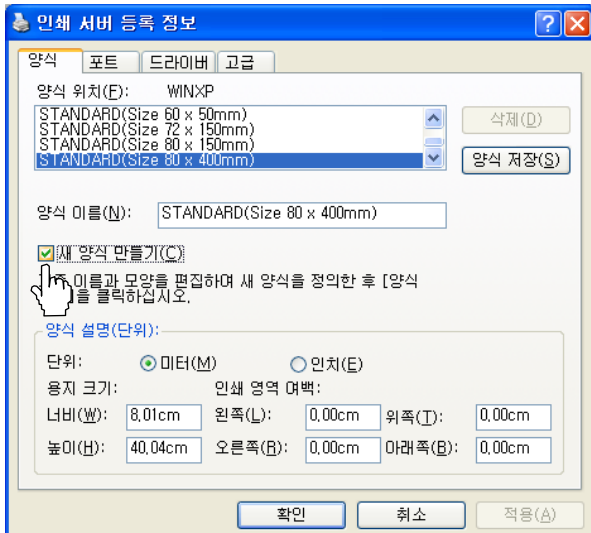 인쇄 서버 등록 정보
양식 포트 드라이버 고급
양식 위치(F): WINXP
STANDARD(Size 60 x 50mm)
STANDARD(Size 72 x 150mm)
STANDARD(Size 80 x 150mm)
STANDARD(Size 80 x 400mm)
삭제(D)
양식 저장(S)
양식 이름(N): STANDARD(Size 80 x 400mm)
새 양식 만들기(C)
이름과 모양을 편집하여 새 양식을 정의한 후 [양식
을 클릭하십시오.
양식 설명(단위):
단위: 미터(M) 인치(E)
용지 크기: 인쇄 영역 여백:
너비(W): 8,01cm 왼쪽(L): 0,00cm 위쪽(T): 0,00cm
높이(H): 40,04cm 오른쪽(R): 0,00cm 아래쪽(B): 0,00cm
확인 취소 적용(A)